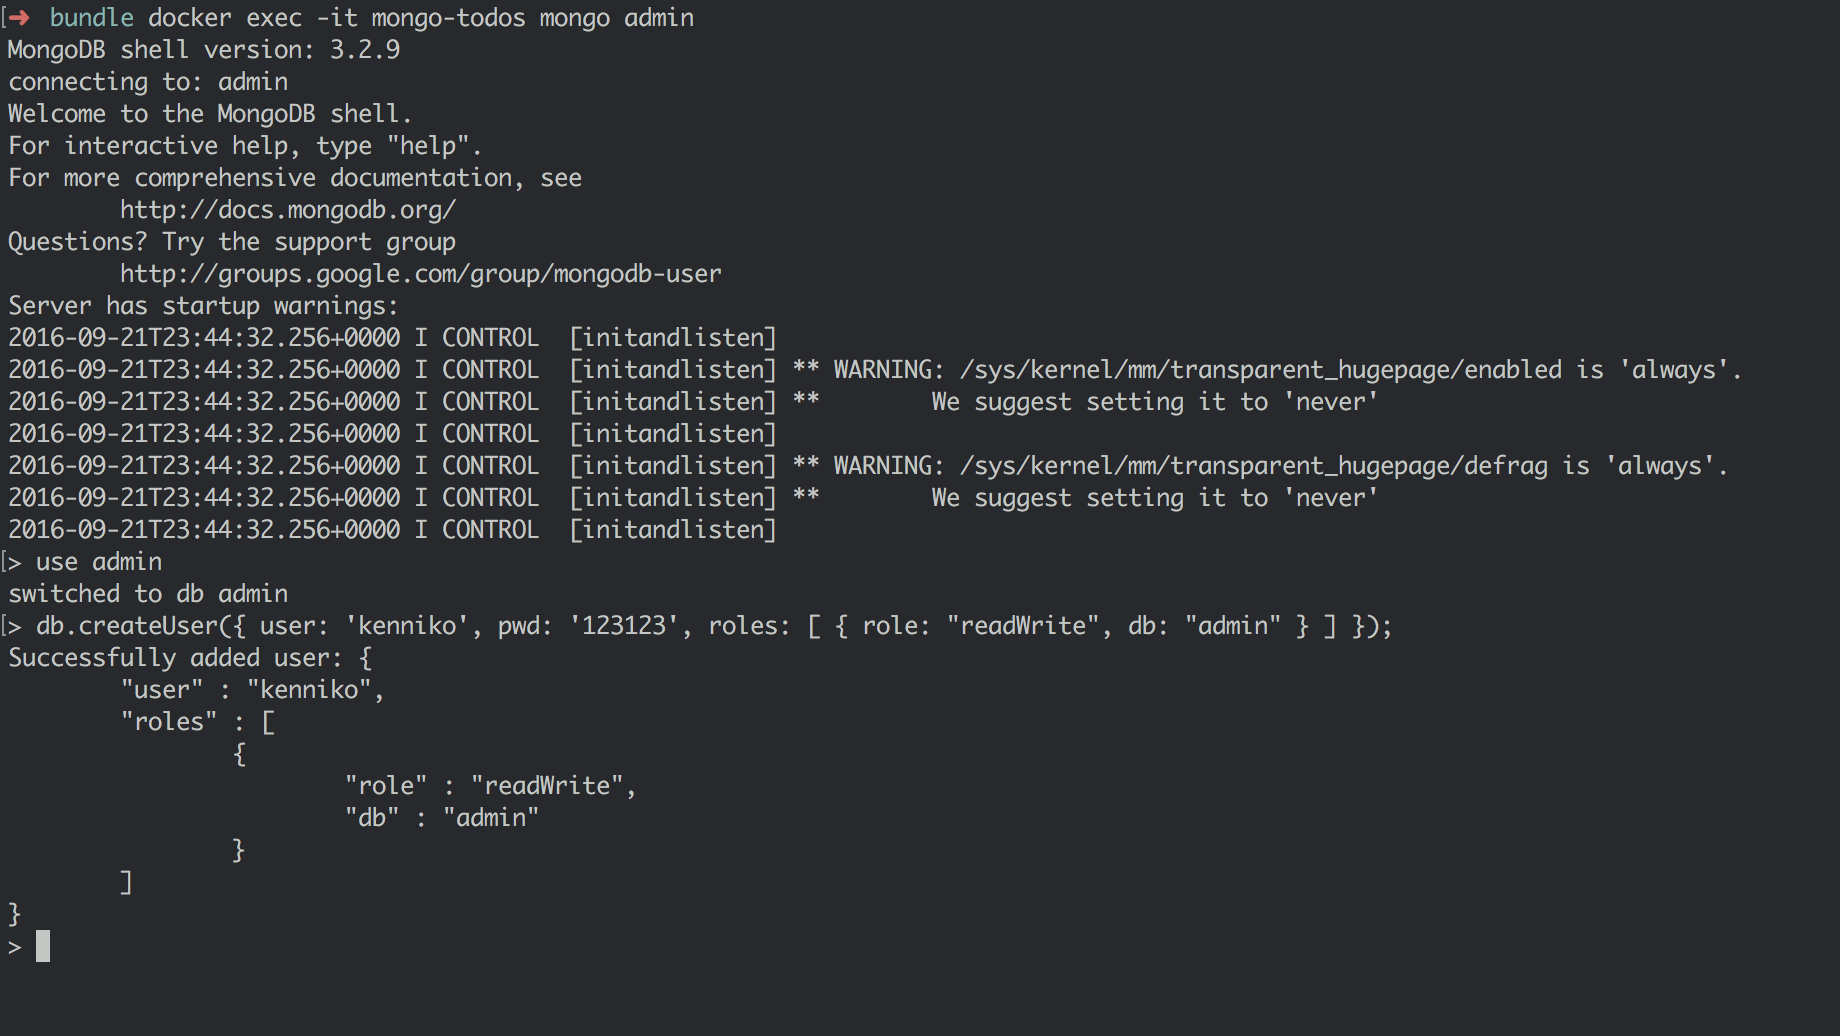 [➜  bundle docker exec -it mongo-todos mongo admin
MongoDB shell version: 3.2.9
connecting to: admin
Welcome to the MongoDB shell.
For interactive help, type "help".
For more comprehensive documentation, see
        http://docs.mongodb.org/
Questions? Try the support group
        http://groups.google.com/group/mongodb-user
Server has startup warnings:
2016-09-21T23:44:32.256+0000 I CONTROL  [initandlisten]
2016-09-21T23:44:32.256+0000 I CONTROL  [initandlisten] ** WARNING: /sys/kernel/mm/transparent_hugepage/enabled is 'always'.
2016-09-21T23:44:32.256+0000 I CONTROL  [initandlisten] **        We suggest setting it to 'never'
2016-09-21T23:44:32.256+0000 I CONTROL  [initandlisten]
2016-09-21T23:44:32.256+0000 I CONTROL  [initandlisten] ** WARNING: /sys/kernel/mm/transparent_hugepage/defrag is 'always'.
2016-09-21T23:44:32.256+0000 I CONTROL  [initandlisten] **        We suggest setting it to 'never'
2016-09-21T23:44:32.256+0000 I CONTROL  [initandlisten]
[> use admin
switched to db admin
[> db.createUser({ user: 'kenniko', pwd: '123123', roles: [ { role: "readWrite", db: "admin" } ] });
Successfully added user: {
        "user" : "kenniko",
        "roles" : [
                {
                        "role" : "readWrite",
                        "db" : "admin"
                }
        ]
}
>